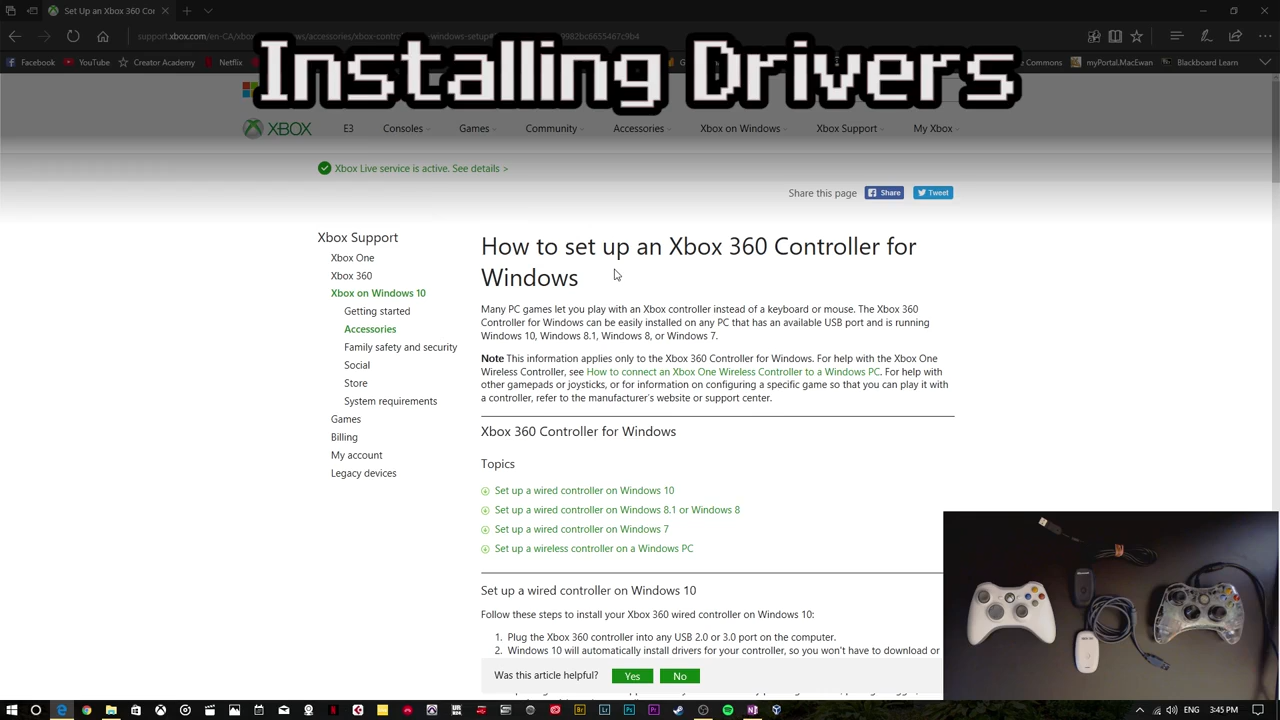 Set Up an Xbox 360 Cor
support.xbox.com/en-CA/xbo
Installing Drivers
Facebook
YouTube
Creator Academy
Netflix
myPortal.MacEwan
Blackboard Learn
XBOX
E3
Consoles
Games
Community
Accessories
Xbox on Windows
Xbox Support
My Xbox
Xbox Live service is active. See details >
Share this page
Share
Tweet
Xbox Support
Xbox One
Xbox 360
Xbox on Windows 10
Getting started
Accessories
Family safety and security
Social
Store
System requirements
Games
Billing
My account
Legacy devices
How to set up an Xbox 360 Controller for
Windows
Many PC games let you play with an Xbox controller instead of a keyboard or mouse. The Xbox 360
Controller for Windows can be easily installed on any PC that has an available USB port and is running
Windows 10, Windows 8.1, Windows 8, or Windows 7.
Note This information applies only to the Xbox 360 Controller for Windows. For help with the Xbox One
Wireless Controller, see How to connect an Xbox One Wireless Controller to a Windows PC. For help with
other gamepads or joysticks, or for information on configuring a specific game so that you can play it with
a controller, refer to the manufacturer's website or support center.
Xbox 360 Controller for Windows
Topics
Set up a wired controller on Windows 10
Set up a wired controller on Windows 8.1 or Windows 8
Set up a wired controller on Windows 7
Set up a wireless controller on a Windows PC
Set up a wired controller on Windows 10
Follow these steps to install your Xbox 360 wired controller on Windows 10:
1. Plug the Xbox 360 controller into any USB 2.0 or 3.0 port on the computer.
2. Windows 10 will automatically install drivers for your controller, so you won't have to download or
Was this article helpful?
Yes
No
ENG
3:45 PM